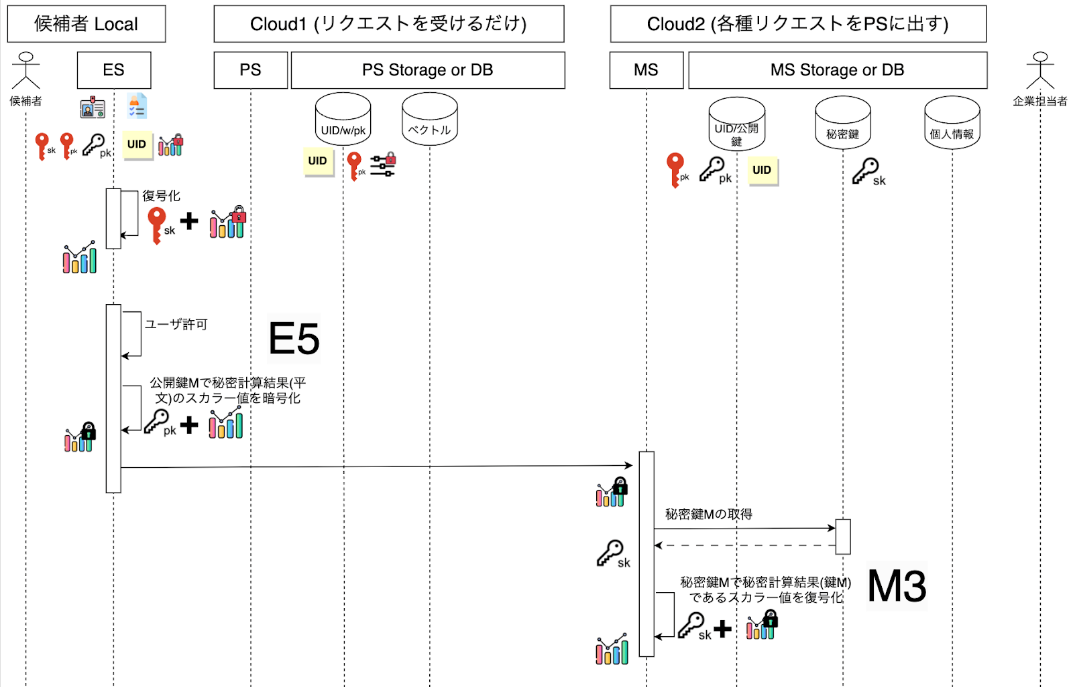 候補者 Local
Cloud1 (リクエストを受けるだけ)
Cloud2 (各種リクエストをPSに出す)
候補者
ES
PS
PS Storage or DB
MS
MS Storage or DB
企業担当者
UID/w/pk
ベクトル
UID/公開
鍵
秘密鍵
個人情報
sk
pk
pk
UID
UID
pk
pk
pk
UID
sk
復号化
sk
ユーザ許可
E5
公開鍵Mで秘密計算結果(平
文)のスカラー値を暗号化
pk
秘密鍵Mの取得
sk
秘密鍵Mで秘密計算結果(鍵M)
であるスカラー値を復号化
M3
sk